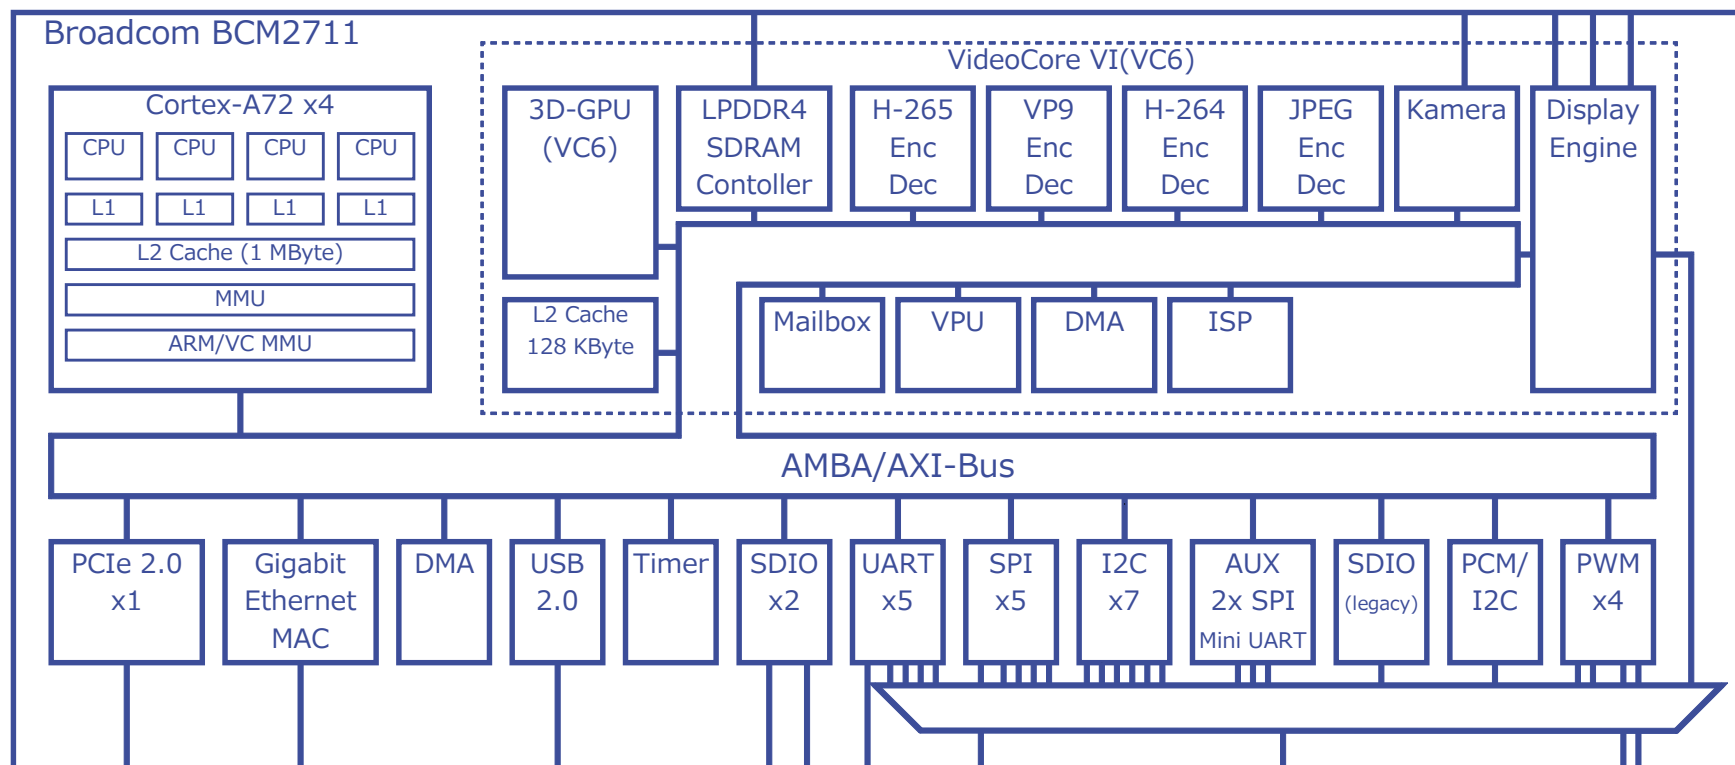 Broadcom BCM2711
VideoCore VI(VC6)
Cortex-A72 x4
CPU
CPU
CPU
CPU
L1
L1
L1
L1
L2 Cache (1 MByte)
MMU
ARM/VC MMU
3D-GPU
(VC6)
LPDDR4
SDRAM
Contoller
H-265
Enc
Dec
VP9
Enc
Dec
H-264
Enc
Dec
JPEG
Enc
Dec
Kamera
Display
Engine
L2 Cache
128 KByte
Mailbox
VPU
DMA
ISP
AMBA/AXI-Bus
PCIe 2.0
x1
Gigabit
Ethernet
MAC
DMA
USB
2.0
Timer
SDIO
x2
UART
x5
SPI
x5
I2C
x7
AUX
2x SPI
Mini UART
SDIO
(legacy)
PCM/
I2C
PWM
x4